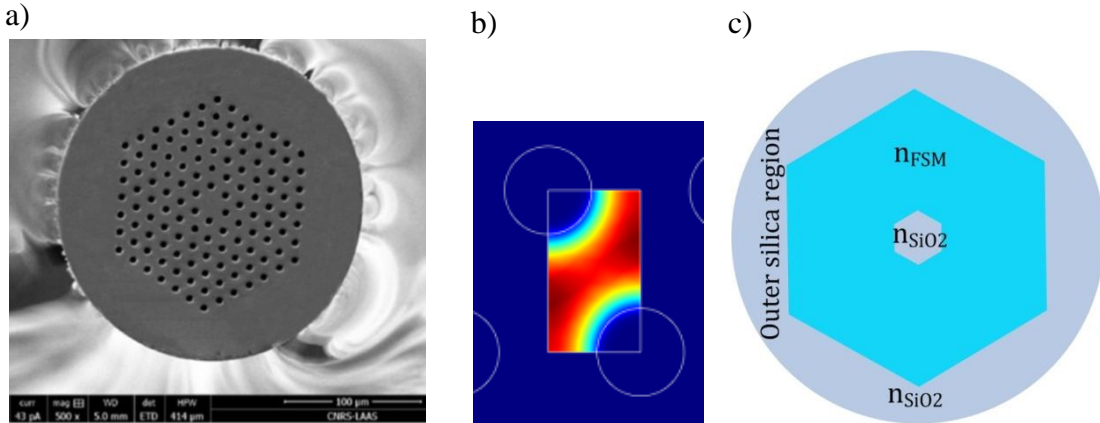 a)
b)
c)
curr
mag
WD
det
HPW
100 µm
43 pA
500 x
5.0 mm
ETD
414 µm
CNRS-LAAS
nFSM
nSiO2
Outer silica region
nSiO2